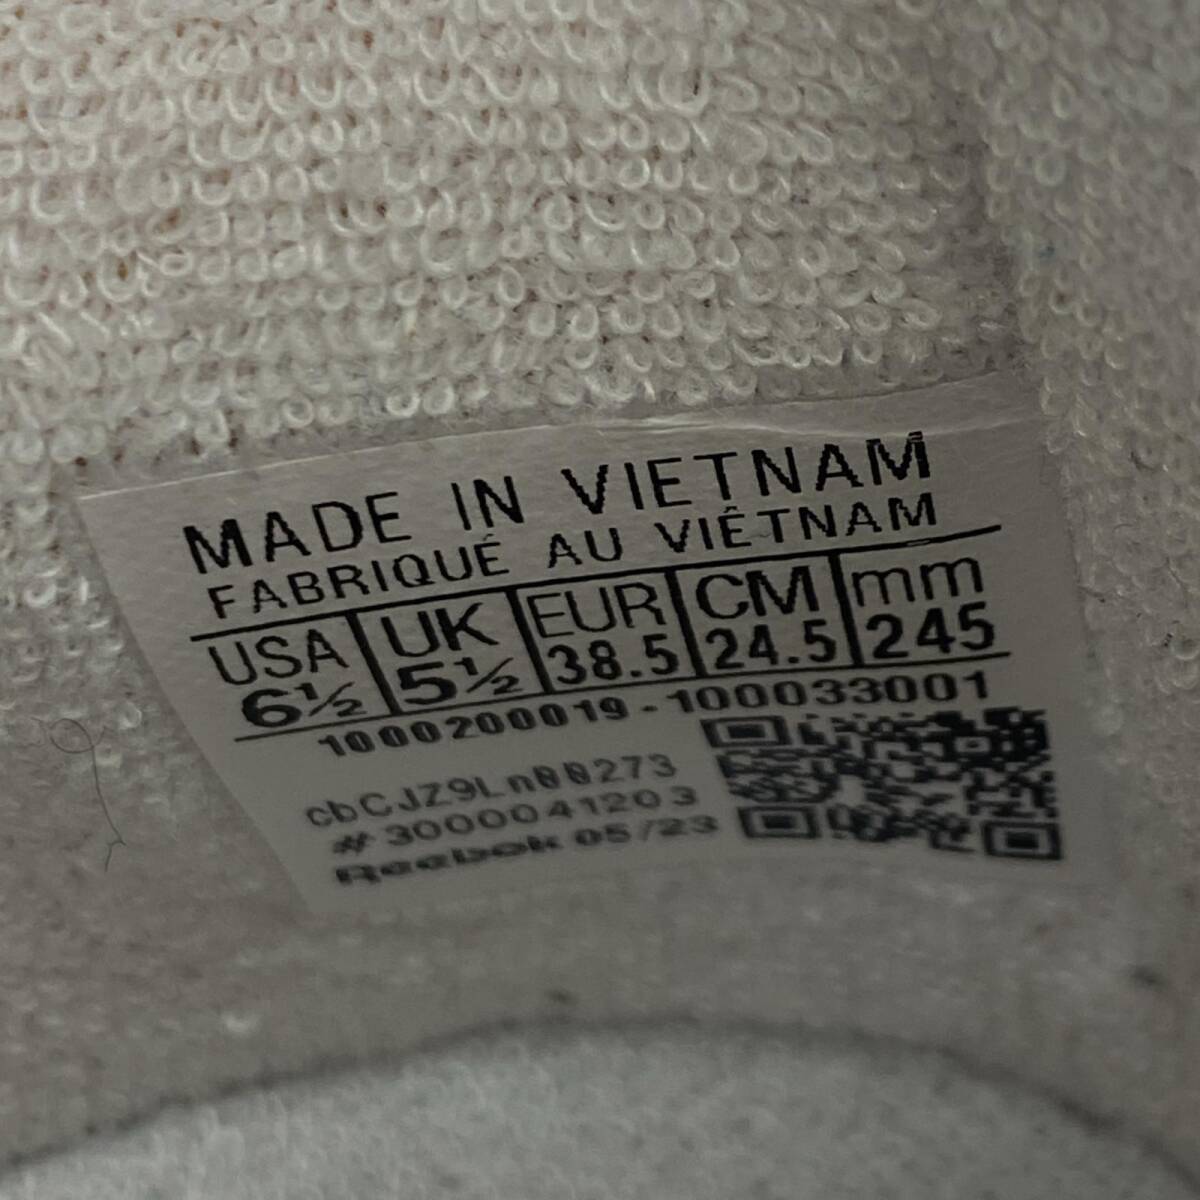 MADE IN VIETNAM
FABRIQUÉ AU VIÊTNAM
USA UK EUR CM mm
6½ 5½ 38.5 24.5 245
1000200019-100033001
cbCJZ9Ln00273
#3000041203
Reebok 05/23